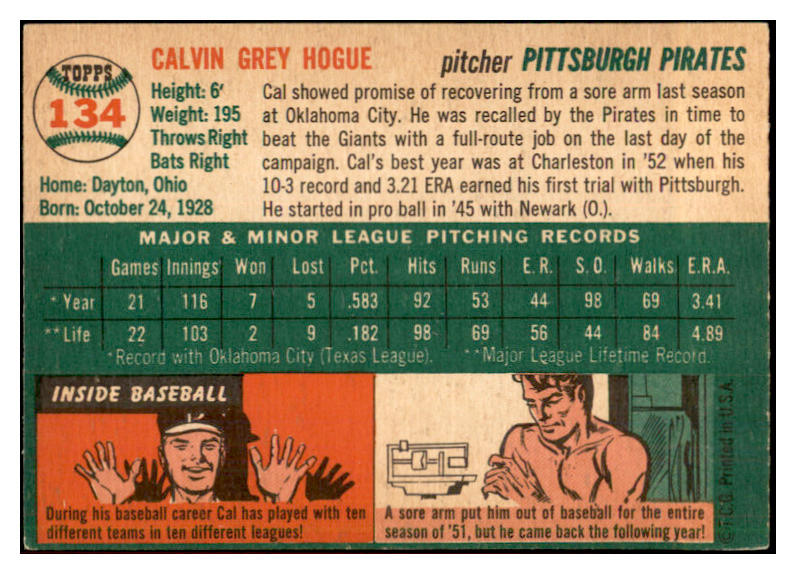 TOPPS
134
CALVIN GREY HOGUE
pitcher PITTSBURGH PIRATES
Height: 6'
Weight: 195
Throws Right
Bats Right
Home: Dayton, Ohio
Born: October 24, 1928
Cal showed promise of recovering from a sore arm last season
at Oklahoma City. He was recalled by the Pirates in time to
beat the Giants with a full-route job on the last day of the
campaign. Cal's best year was at Charleston in '52 when his
10-3 record and 3.21 ERA earned his first trial with Pittsburgh.
He started in pro ball in '45 with Newark (O.).
MAJOR & MINOR LEAGUE PITCHING RECORDS
Games Innings Won Lost Pct. Hits Runs E.R. S.O. Walks E.R.A.
*Year 21 116 7 5 .583 92 53 44 98 69 3.41
**Life 22 103 2 9 .182 98 69 56 44 84 4.89
*Record with Oklahoma City (Texas League). **Major League Lifetime Record.
INSIDE BASEBALL
During his baseball career Cal has played with ten
different teams in ten different leagues!
A sore arm put him out of baseball for the entire
season of '51, but he came back the following year!
©T.C.G. Printed in U.S.A.